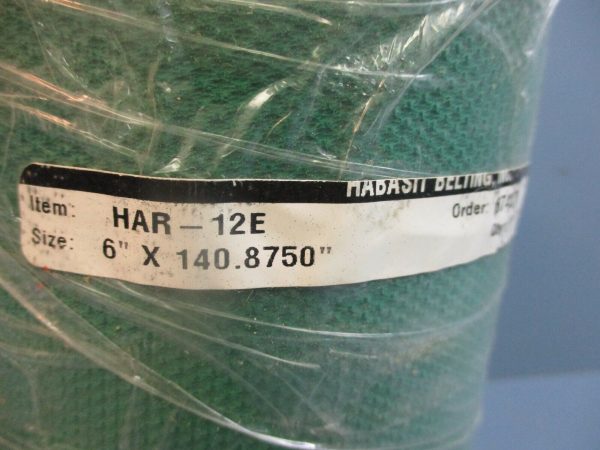 HABASIT BELTING,
Item: HAR-12E Order:
Size: 6" X 140.8750"